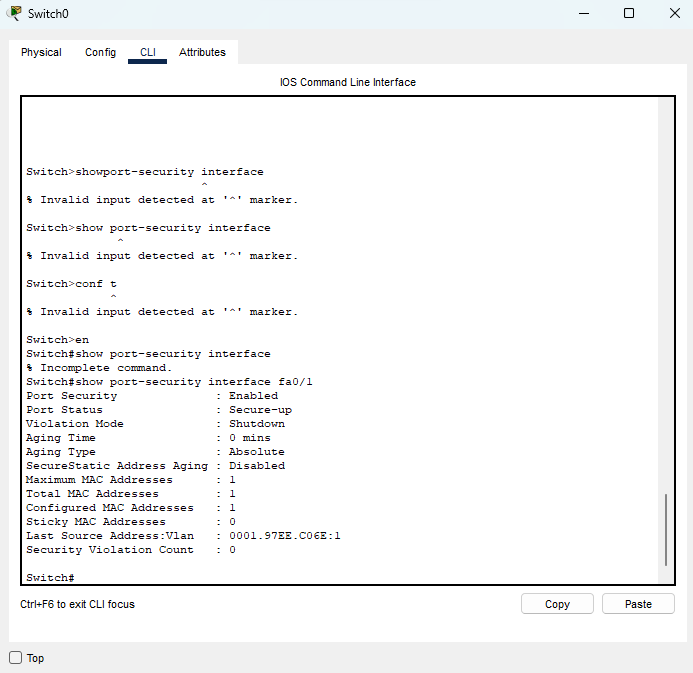 Switch0
Physical Config CLI Attributes
IOS Command Line Interface
Switch>showport-security interface
^
% Invalid input detected at '^' marker.
Switch>show port-security interface
^
% Invalid input detected at '^' marker.
Switch>conf t
^
% Invalid input detected at '^' marker.
Switch>en
Switch#show port-security interface
% Incomplete command.
Switch#show port-security interface fa0/1
Port Security : Enabled
Port Status : Secure-up
Violation Mode : Shutdown
Aging Time : 0 mins
Aging Type : Absolute
SecureStatic Address Aging : Disabled
Maximum MAC Addresses : 1
Total MAC Addresses : 1
Configured MAC Addresses : 1
Sticky MAC Addresses : 0
Last Source Address:Vlan : 0001.97EE.C06E:1
Security Violation Count : 0
Switch#
Ctrl+F6 to exit CLI focus Copy Paste
Top